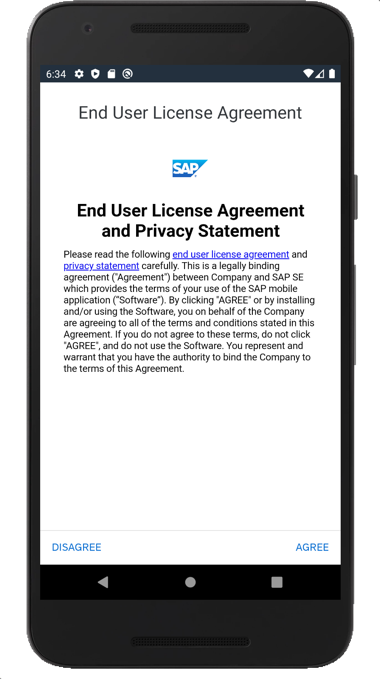 6:34
End User License Agreement
SAP
End User License Agreement
and Privacy Statement
Please read the following end user license agreement and
privacy statement carefully. This is a legally binding
agreement ("Agreement") between Company and SAP SE
which provides the terms of your use of the SAP mobile
application ("Software"). By clicking "AGREE" or by installing
and/or using the Software, you on behalf of the Company
are agreeing to all of the terms and conditions stated in this
Agreement. If you do not agree to these terms, do not click
"AGREE", and do not use the Software. You represent and
warrant that you have the authority to bind the Company to
the terms of this Agreement.
DISAGREE AGREE